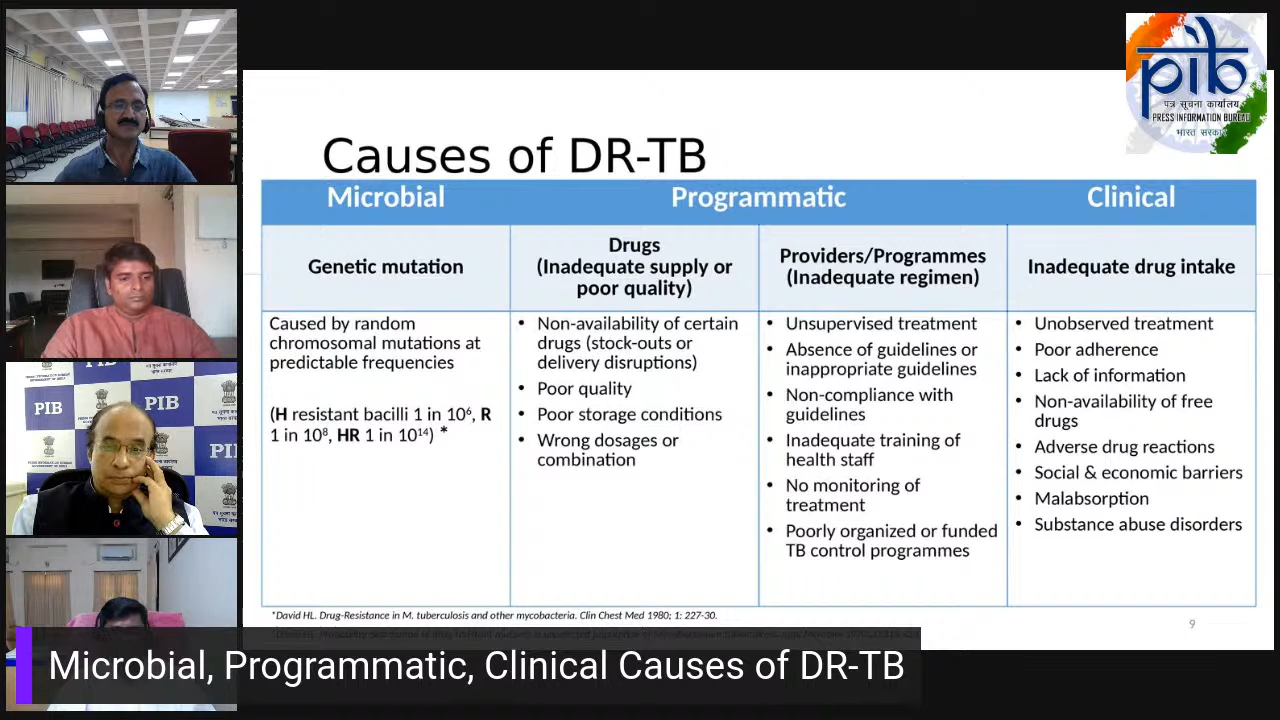 पत्र सूचना कार्यालय
PRESS INFORMATION BUREAU
भारत सरकार
pib
PIB
PIB
Causes of DR-TB
Microbial
Programmatic
Clinical
Genetic mutation
Drugs
(Inadequate supply or
poor quality)
Providers/Programmes
(Inadequate regimen)
Inadequate drug intake
Caused by random
chromosomal mutations at
predictable frequencies
(H resistant bacilli 1 in 10⁶, R
1 in 10⁸, HR 1 in 10¹⁴) *
• Non-availability of certain
drugs (stock-outs or
delivery disruptions)
• Poor quality
• Poor storage conditions
• Wrong dosages or
combination
• Unsupervised treatment
• Absence of guidelines or
inappropriate guidelines
• Non-compliance with
guidelines
• Inadequate training of
health staff
• No monitoring of
treatment
• Poorly organized or funded
TB control programmes
• Unobserved treatment
• Poor adherence
• Lack of information
• Non-availability of free
drugs
• Adverse drug reactions
• Social & economic barriers
• Malabsorption
• Substance abuse disorders
*David HL. Drug-Resistance in M. tuberculosis and other mycobacteria. Clin Chest Med 1980; 1: 227-30.
9
Microbial, Programmatic, Clinical Causes of DR-TB